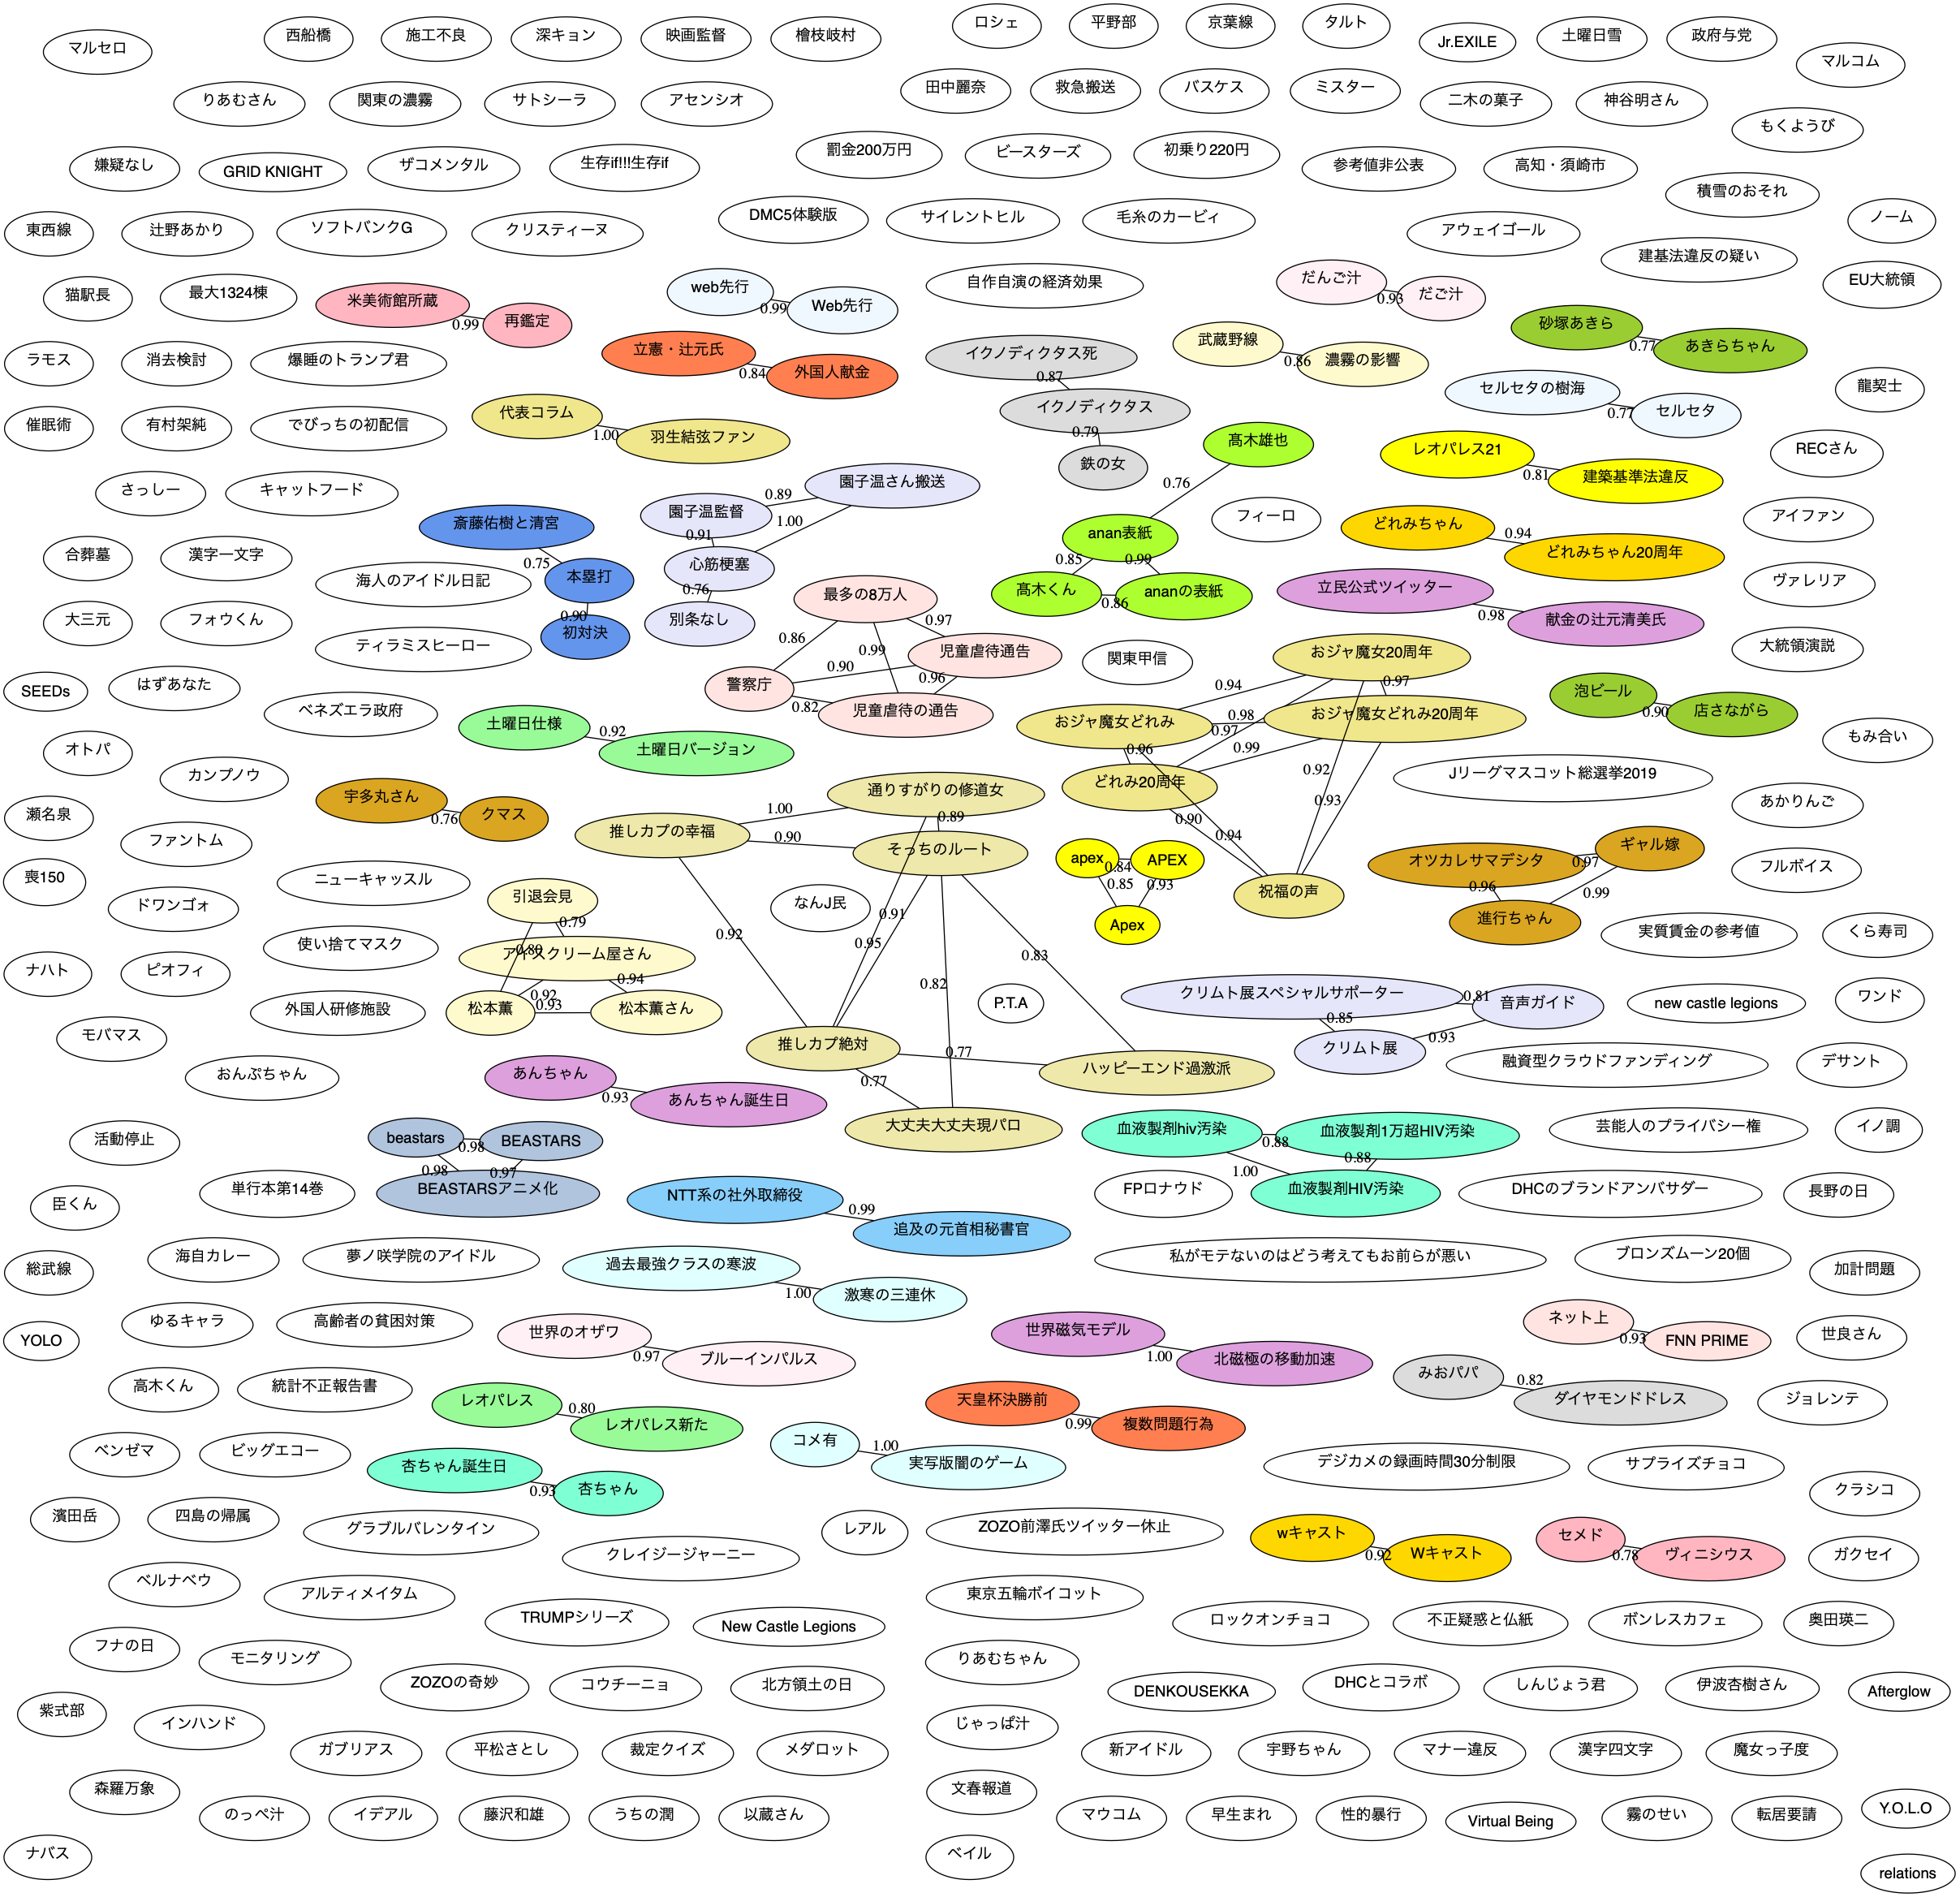 マルセロ
西船橋
施工不良
深キョン
映画監督
檜枝岐村
ロシェ
平野部
京葉線
タルト
Jr.EXILE
土曜日雪
政府与党
マルコム
りあむさん
関東の濃霧
サトシーラ
アセンシオ
田中麗奈
救急搬送
バスケス
ミスター
二木の菓子
神谷明さん
もくようび
嫌疑なし
GRID KNIGHT
ザコメンタル
生存if!!!生存if
罰金200万円
ビースターズ
初乗り220円
参考値非公表
高知・須崎市
積雪のおそれ
東西線
辻野あかり
ソフトバンクG
クリスティーヌ
DMC5体験版
サイレントヒル
毛糸のカービィ
アウェイゴール
建基法違反の疑い
ノーム
猫駅長
最大1324棟
米美術館所蔵
0.99
再鑑定
web先行
0.99
Web先行
自作自演の経済効果
だんご汁
0.93
だご汁
EU大統領
ラモス
消去検討
爆睡のトランプ君
立憲・辻元氏
0.84
外国人献金
イクノディクタス死
0.87
イクノディクタス
0.79
鉄の女
武蔵野線
0.86
濃霧の影響
砂塚あきら
0.77
あきらちゃん
セルセタの樹海
0.77
セルセタ
龍契士
催眠術
有村架純
でびっちの初配信
代表コラム
1.00
羽生結弦ファン
髙木雄也
0.76
anan表紙
0.85
0.99
髙木くん
0.86
ananの表紙
レオパレス21
0.81
建築基準法違反
RECさん
さっしー
キャットフード
斎藤佑樹と清宮
0.75
本塁打
0.90
初対決
園子温さん搬送
0.89
園子温監督
1.00
0.91
心筋梗塞
0.76
別条なし
フィーロ
どれみちゃん
0.94
どれみちゃん20周年
アイファン
合葬墓
漢字一文字
海人のアイドル日記
最多の8万人
0.97
0.86
0.99
児童虐待通告
0.90
0.96
警察庁
0.82
児童虐待の通告
立民公式ツイッター
0.98
献金の辻元清美氏
ヴァレリア
大三元
フォウくん
ティラミスヒーロー
関東甲信
おジャ魔女20周年
0.94
0.97
おジャ魔女どれみ
0.98
おジャ魔女どれみ20周年
0.97
0.96
0.99
どれみ20周年
0.92
0.93
0.90
0.94
祝福の声
大統領演説
SEEDs
はずあなた
ベネズエラ政府
土曜日仕様
0.92
土曜日バージョン
泡ビール
0.90
店さながら
もみ合い
オトパ
カンプノウ
宇多丸さん
0.76
クマス
通りすがりの修道女
1.00
0.89
推しカプの幸福
0.90
そっちのルート
0.91
0.95
0.92
0.82
0.83
推しカプ絶対
0.77
0.77
ハッピーエンド過激派
大丈夫大丈夫現パロ
Jリーグマスコット総選挙2019
あかりんご
瀬名泉
ファントム
apex
0.84
APEX
0.85
0.93
Apex
オツカレサマデシタ
0.97
ギャル嫁
0.96
0.99
進行ちゃん
フルボイス
喪150
ドワンゴォ
ニューキャッスル
引退会見
0.79
0.80
アイスクリーム屋さん
0.92
0.94
松本薫
0.93
松本薫さん
なんJ民
実質賃金の参考値
くら寿司
ナハト
ピオフィ
使い捨てマスク
外国人研修施設
P.T.A
クリムト展スペシャルサポーター
0.81
音声ガイド
0.85
0.93
クリムト展
new castle legions
ワンド
モバマス
おんぷちゃん
あんちゃん
0.93
あんちゃん誕生日
融資型クラウドファンディング
デサント
活動停止
beastars
0.98
BEASTARS
0.98
0.97
BEASTARSアニメ化
血液製剤hiv汚染
0.88
血液製剤1万超HIV汚染
1.00
0.88
血液製剤HIV汚染
芸能人のプライバシー権
イノ調
臣くん
単行本第14巻
NTT系の社外取締役
0.99
追及の元首相秘書官
FPロナウド
DHCのブランドアンバサダー
長野の日
総武線
海自カレー
夢ノ咲学院のアイドル
過去最強クラスの寒波
1.00
激寒の三連休
私がモテないのはどう考えてもお前らが悪い
ブロンズムーン20個
加計問題
YOLO
ゆるキャラ
高齢者の貧困対策
世界のオザワ
0.97
ブルーインパルス
世界磁気モデル
1.00
北磁極の移動加速
ネット上
0.93
FNN PRIME
世良さん
高木くん
統計不正報告書
レオパレス
0.80
レオパレス新た
天皇杯決勝前
0.99
複数問題行為
みおパパ
0.82
ダイヤモンドドレス
ジョレンテ
ベンゼマ
ビッグエコー
杏ちゃん誕生日
0.93
杏ちゃん
コメ有
1.00
実写版闇のゲーム
デジカメの録画時間30分制限
サプライズチョコ
クラシコ
濱田岳
四島の帰属
グラブルバレンタイン
クレイジージャーニー
レアル
ZOZO前澤氏ツイッター休止
wキャスト
0.92
Wキャスト
セメド
0.78
ヴィニシウス
ガクセイ
ベルナベウ
アルティメイタム
TRUMPシリーズ
New Castle Legions
東京五輪ボイコット
ロックオンチョコ
不正疑惑と仏紙
ボンレスカフェ
奥田瑛二
フナの日
モニタリング
ZOZOの奇妙
コウチーニョ
北方領土の日
りあむちゃん
DENKOUSEKKA
DHCとコラボ
しんじょう君
伊波杏樹さん
Afterglow
紫式部
インハンド
ガブリアス
平松さとし
裁定クイズ
メダロット
じゃっぱ汁
新アイドル
宇野ちゃん
マナー違反
漢字四文字
魔女っ子度
森羅万象
のっぺ汁
イデアル
藤沢和雄
うちの潤
以蔵さん
文春報道
マウコム
早生まれ
性的暴行
Virtual Being
霧のせい
転居要請
Y.O.L.O
ナバス
ベイル
relations